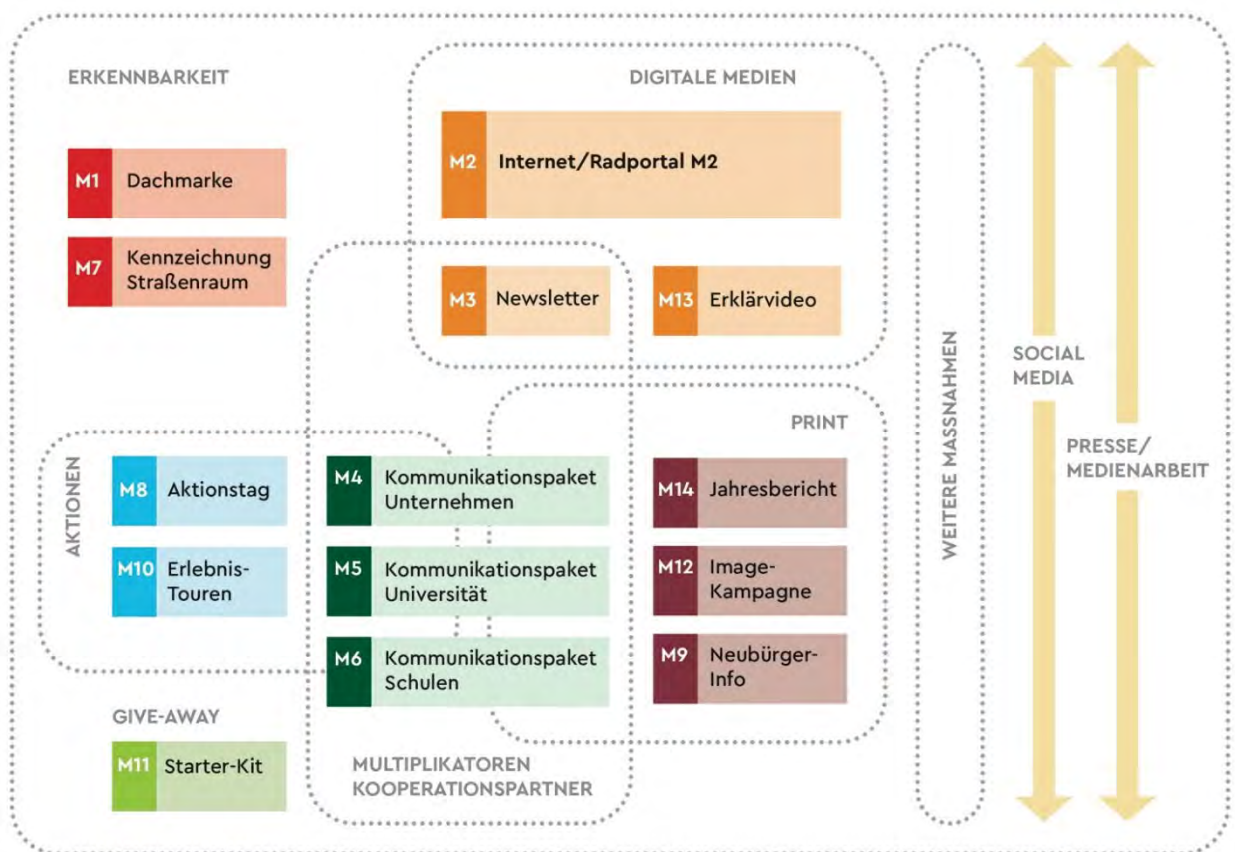 ERKENNBARKEIT
DIGITALE MEDIEN
M1 Dachmarke
M2 Internet/Radportal M2
M7 Kennzeichnung
Straßenraum
M3 Newsletter
M13 Erklärvideo
WEITERE MASSNAHMEN
SOCIAL
MEDIA
PRESSE/
MEDIENARBEIT
PRINT
AKTIONEN
M8 Aktionstag
M10 Erlebnis-
Touren
M4 Kommunikationspaket
Unternehmen
M5 Kommunikationspaket
Universität
M6 Kommunikationspaket
Schulen
M14 Jahresbericht
M12 Image-
Kampagne
M9 Neubürger-
Info
GIVE-AWAY
M11 Starter-Kit
MULTIPLIKATOREN
KOOPERATIONSPARTNER